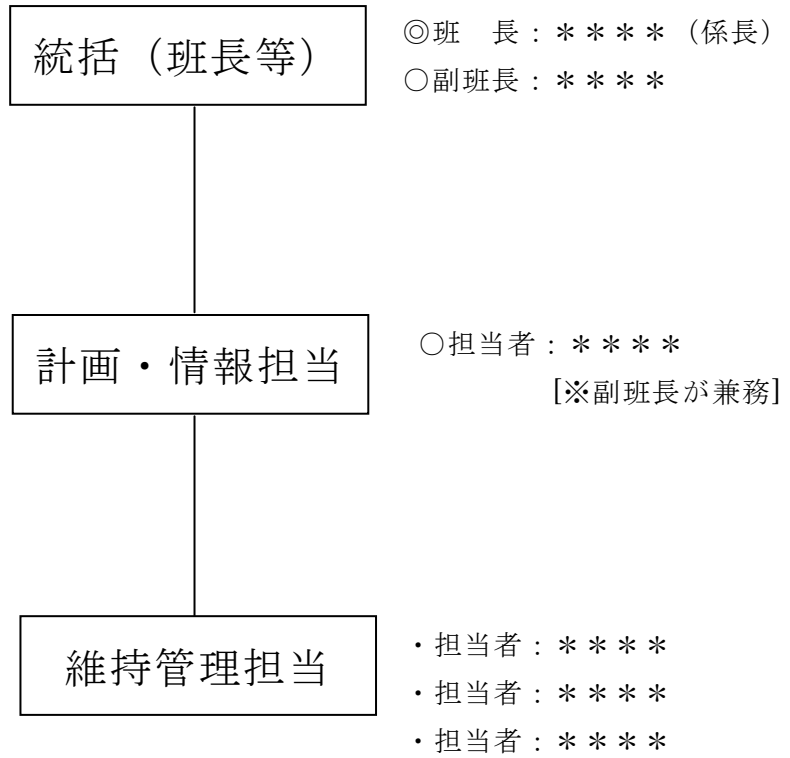 統括（班長等）
◎班　長：＊＊＊＊（係長）
○副班長：＊＊＊＊
計画・情報担当
○担当者：＊＊＊＊
[※副班長が兼務]
維持管理担当
・担当者：＊＊＊＊
・担当者：＊＊＊＊
・担当者：＊＊＊＊